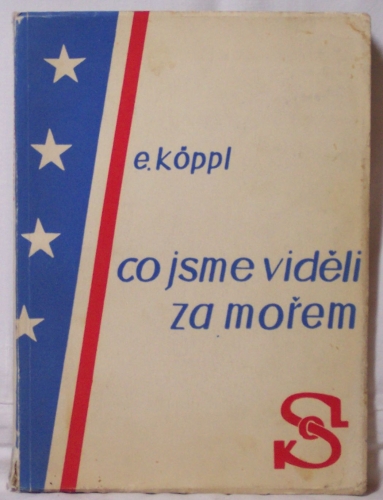 e. köppl
co jsme viděli
za mořem